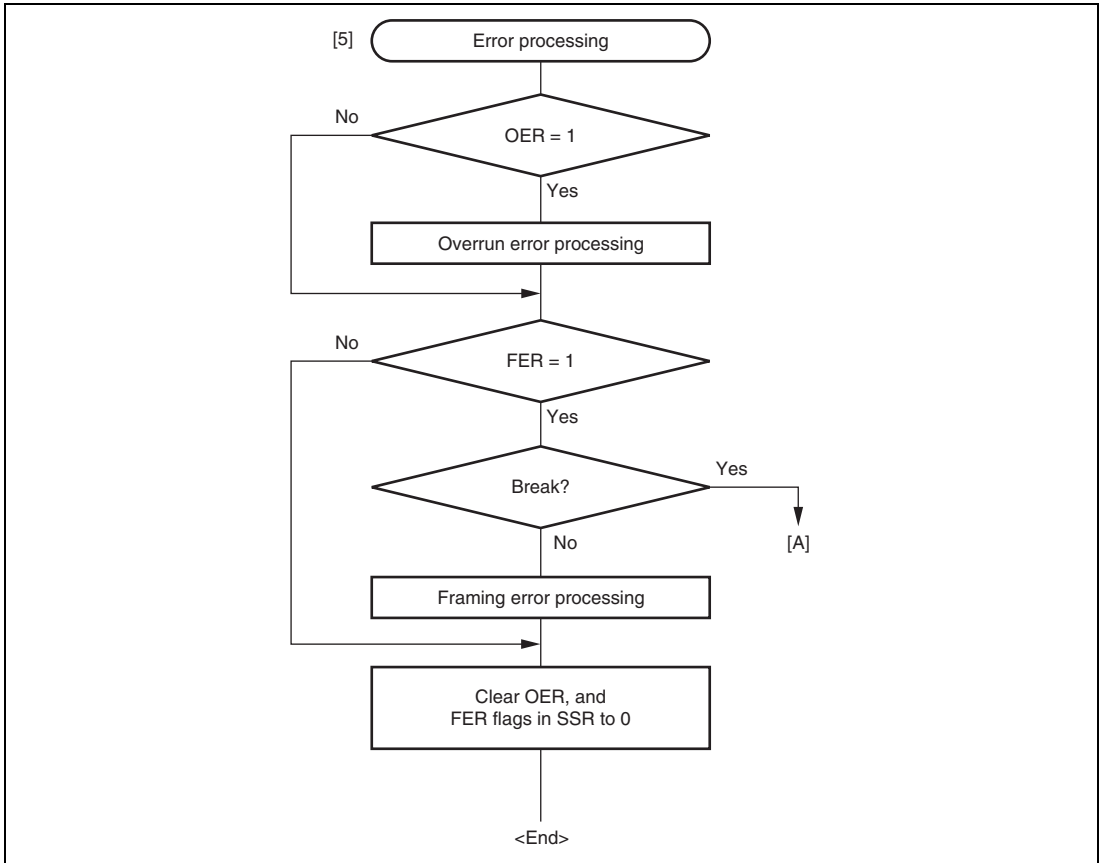 [5]
Error processing
No
OER = 1
Yes
Overrun error processing
No
FER = 1
Yes
Break?
Yes
No
[A]
Framing error processing
Clear OER, and
FER flags in SSR to 0
<End>